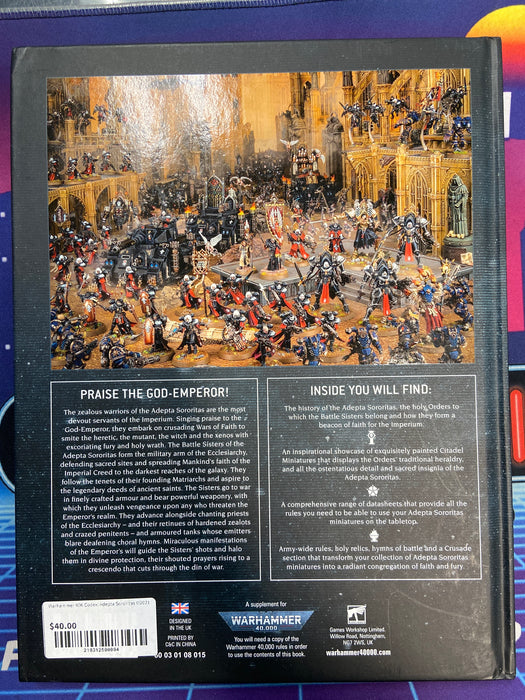 PRAISE THE GOD-EMPEROR!
The zealous warriors of the Adepta Sororitas are the most
devout servants of the Imperium. Singing praise to the
God-Emperor, they embark on crusading Wars of Faith to
smite the heretic, the mutant, the witch and the xenos with
excoriating fury and holy wrath. The Battle Sisters of the
Adepta Sororitas form the military arm of the Ecclesiarchy,
defending sacred sites and spreading Mankind's faith of the
Imperial Creed to the darkest reaches of the galaxy. They
follow the tenets of their founding Matriarchs and aspire to
the legendary deeds of ancient saints. The Sisters go to war
in finely crafted armour and bear powerful weaponry, with
which they unleash vengeance upon any who threaten the
Emperor's realm. They advance alongside chanting priests
of the Ecclesiarchy – and their retinues of hardened zealots
and crazed penitents – and armoured tanks whose emitters
blare deafening choral hymns. Miraculous manifestations
of the Emperor's will guide the Sisters' shots and halo
them in divine protection, their shouted prayers rising to a
crescendo that cuts through the din of war.
INSIDE YOU WILL FIND:
The history of the Adepta Sororitas, the holy Orders to
which the Battle Sisters belong and how they form a
beacon of faith for the Imperium.
An inspirational showcase of exquisitely painted Citadel
Miniatures that displays the Orders' traditional heraldry,
and all the ostentatious detail and sacred insignia of the
Adepta Sororitas.
A comprehensive range of datasheets that provide all the
rules you need to be able to use your Adepta Sororitas
miniatures on the tabletop.
Army-wide rules, holy relics, hymns of battle and a Crusade
section that transform your collection of Adepta Sororitas
miniatures into a radiant congregation of faith and fury.
Warhammer 40K Codex: Adepta Sororitas (2021
$40.00
218312500004
DESIGNED
IN THE UK
PRINTED BY
C&C IN CHINA
60 03 01 08 015
A supplement for
WARHAMMER
40,000
You will need a copy of the
Warhammer 40,000 rules in
order to use the contents of this book.
Games Workshop Limited,
Willow Road, Nottingham,
NG7 2WS, UK
warhammer40000.com